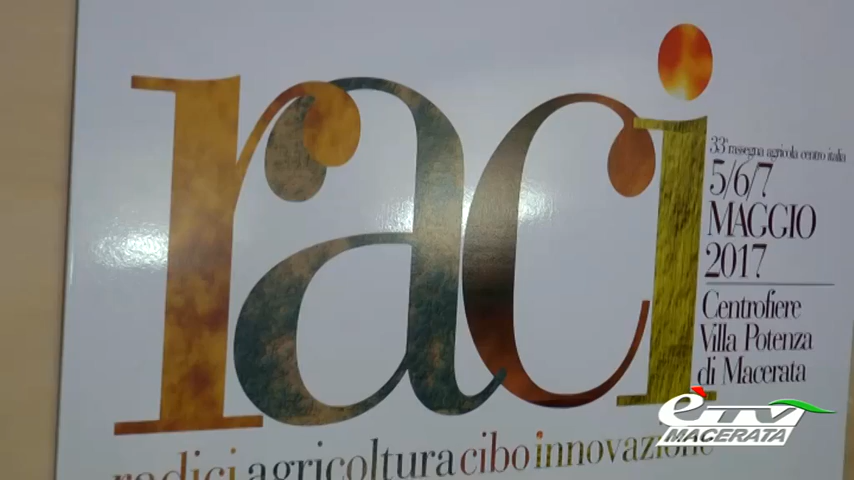 raci
33ª rassegna agricola centro italia
5/6/7
MAGGIO
2017
Centrofiere
Villa Potenza
di Macerata
radici agricoltura cibo innovazione
èTV
MACERATA